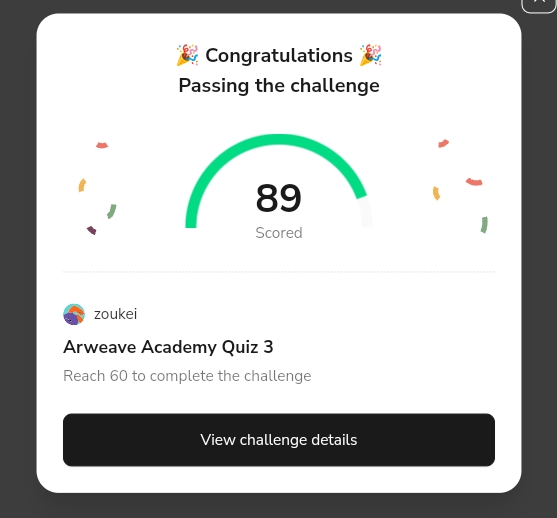 🎉 Congratulations 🎉
Passing the challenge
89
Scored
zoukei
Arweave Academy Quiz 3
Reach 60 to complete the challenge
View challenge details